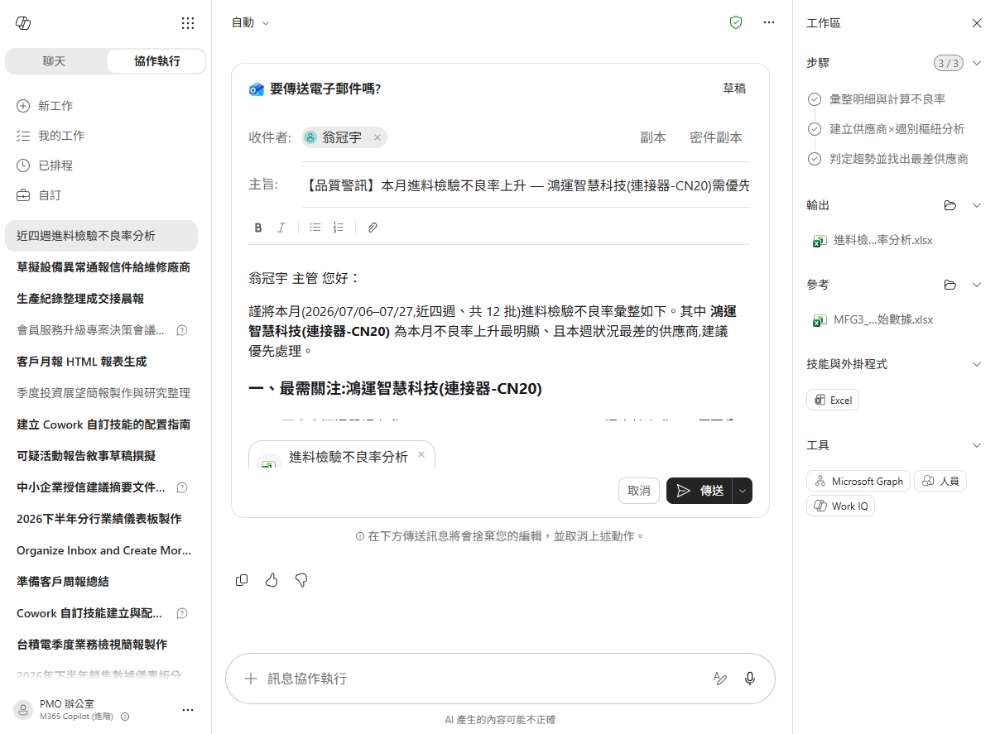 自動
工作區
聊天
協作執行
步驟
3 / 3
要傳送電子郵件嗎?
草稿
彙整明細與計算不良率
新工作
建立供應商×週別樞紐分析
我的工作
收件者:
翁冠宇
副本
密件副本
判定趨勢並找出最差供應商
已排程
主旨:
【品質警訊】本月進料檢驗不良率上升 — 鴻運智慧科技(連接器-CN20)需優先
自訂
輸出
B I
近四週進料檢驗不良率分析
進料檢...率分析.xlsx
草擬設備異常通報信件給維修廠商
翁冠宇 主管 您好：
參考
生產紀錄整理成交接晨報
謹將本月(2026/07/06–07/27,近四週、共 12 批)進料檢驗不良率彙整如下。其中 鴻運
智慧科技(連接器-CN20) 為本月不良率上升最明顯、且本週狀況最差的供應商,建議
優先處理。
MFG3_...始數據.xlsx
會員服務升級專案決策會議...
客戶月報 HTML 報表生成
技能與外掛程式
季度投資展望簡報製作與研究整理
一、最需關注:鴻運智慧科技(連接器-CN20)
Excel
建立 Cowork 自訂技能的配置指南
可疑活動報告敘事草稿撰擬
進料檢驗不良率分析
工具
中小企業授信建議摘要文件...
取消
傳送
Microsoft Graph
人員
Work IQ
2026下半年分行業績儀表板製作
在下方傳送訊息將會捨棄您的編輯，並取消上述動作。
Organize Inbox and Create Mor...
準備客戶周報總結
Cowork 自訂技能建立與配...
台積電季度業務檢視簡報製作
2026年下半年銷售數據儀表板分
訊息協作執行
PMO 辦公室
M365 Copilot (進階)
AI 產生的內容可能不正確